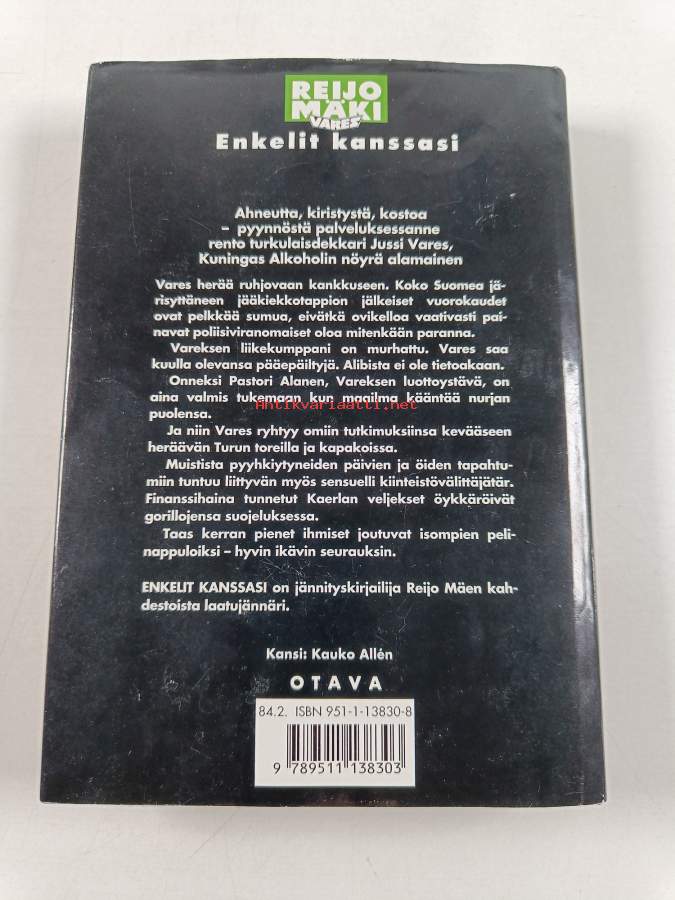 REIJO
MÄKI
VARES
Enkelit kanssasi
Ahneutta, kiristystä, kostoa
– pyynnöstä palveluksessanne
rento turkulaisdekkari Jussi Vares,
Kuningas Alkoholin nöyrä alamainen
Vares herää ruhjovaan kankkuseen. Koko Suomea jä-
risyttäneen jääkiekkotappion jälkeiset vuorokaudet
ovat pelkkää sumua, eivätkä ovikelloa vaativasti pai-
navat poliisiviranomaiset oloa mitenkään paranna.
Vareksen liikekumppani on murhattu. Vares saa
kuulla olevansa pääepäiltyjä. Alibista ei ole tietoakaan.
Onneksi Pastori Alanen, Vareksen luottoystävä, on
aina valmis tukemaan kun maailma kääntää nurjan
puolensa.
Antikvariaatti.net
Ja niin Vares ryhtyy omiin tutkimuksiinsa kevääseen
heräävän Turun toreilla ja kapakoissa.
Muistista pyyhkiytyneiden päivien ja öiden tapahtu-
miin tuntuu liittyvän myös sensuelli kiinteistövälittäjätär.
Finanssihaina tunnetut Kaerlan veljekset öykkäröivät
gorillojensa suojeluksessa.
Taas kerran pienet ihmiset joutuvat isompien peli-
nappuloiksi – hyvin ikävin seurauksin.
ENKELIT KANSSASI on jännityskirjailija Reijo Mäen kah-
destoista laatujännäri.
Kansi: Kauko Allén
OTAVA
84.2. ISBN 951-1-13830-8
9 789511 138303